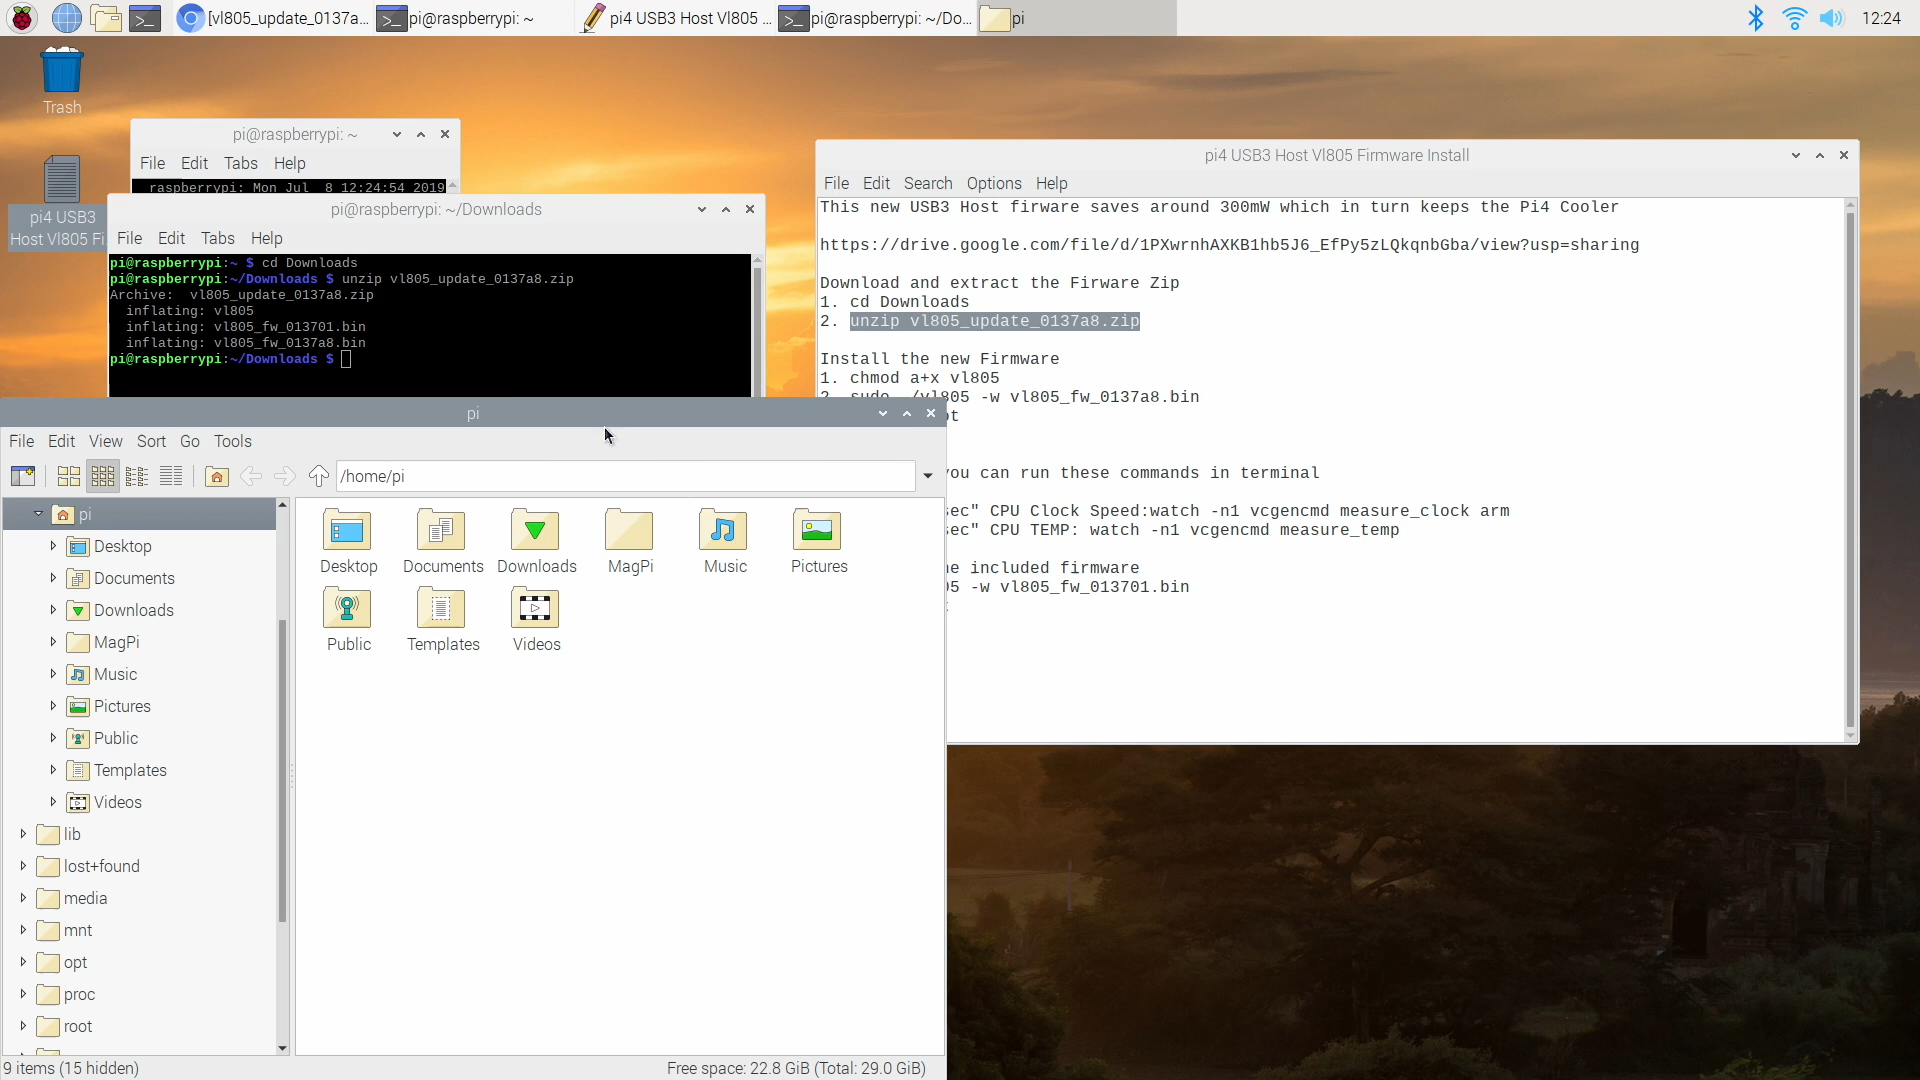 [vl805_update_0137a...
pi@raspberrypi: ~
pi4 USB3 Host Vl805 ...
pi@raspberrypi: ~/Do...
pi
12:24
Trash
pi4 USB3
Host Vl805 Fi
pi@raspberrypi: ~
File Edit Tabs Help
raspberrypi: Mon Jul  8 12:24:54 2019
pi@raspberrypi: ~/Downloads
File Edit Tabs Help
pi@raspberrypi:~ $ cd Downloads
pi@raspberrypi:~/Downloads $ unzip vl805_update_0137a8.zip
Archive:  vl805_update_0137a8.zip
inflating: vl805
inflating: vl805_fw_013701.bin
inflating: vl805_fw_0137a8.bin
pi@raspberrypi:~/Downloads $
pi4 USB3 Host Vl805 Firmware Install
File Edit Search Options Help
This new USB3 Host firware saves around 300mW which in turn keeps the Pi4 Cooler
https://drive.google.com/file/d/1PXwrnhAXKB1hb5J6_EfPy5zLQkqnbGba/view?usp=sharing
Download and extract the Firware Zip
1. cd Downloads
2. unzip vl805_update_0137a8.zip
Install the new Firmware
1. chmod a+x vl805
2. sudo ./vl805 -w vl805_fw_0137a8.bin
ot
you can run these commands in terminal
sec" CPU Clock Speed:watch -n1 vcgencmd measure_clock arm
sec" CPU TEMP: watch -n1 vcgencmd measure_temp
he included firmware
05 -w vl805_fw_013701.bin
pi
File Edit View Sort Go Tools
/home/pi
pi
Desktop
Documents
Downloads
MagPi
Music
Pictures
Public
Templates
Videos
lib
lost+found
media
mnt
opt
proc
root
Desktop Documents Downloads MagPi Music Pictures
Public Templates Videos
9 items (15 hidden)
Free space: 22.8 GiB (Total: 29.0 GiB)